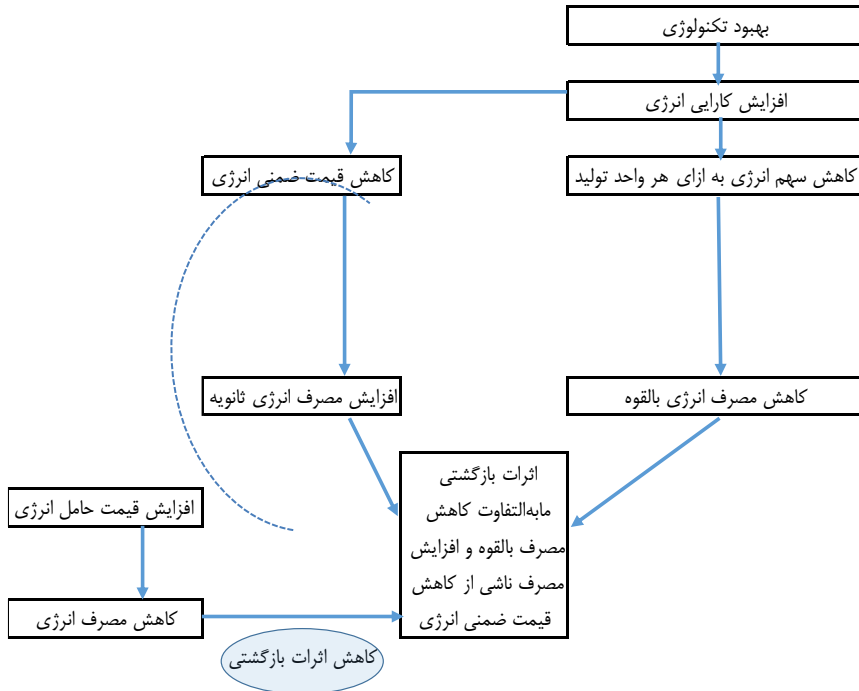 بهبود تکنولوژی
افزایش کارایی انرژی
کاهش سهم انرژی به ازای هر واحد تولید
کاهش قیمت ضمنی انرژی
کاهش مصرف انرژی بالقوه
افزایش مصرف انرژی ثانویه
اثرات بازگشتی
مابه‌التفاوت کاهش
مصرف بالقوه و افزایش
مصرف ناشی از کاهش
قیمت ضمنی انرژی
افزایش قیمت حامل انرژی
کاهش مصرف انرژی
کاهش اثرات بازگشتی